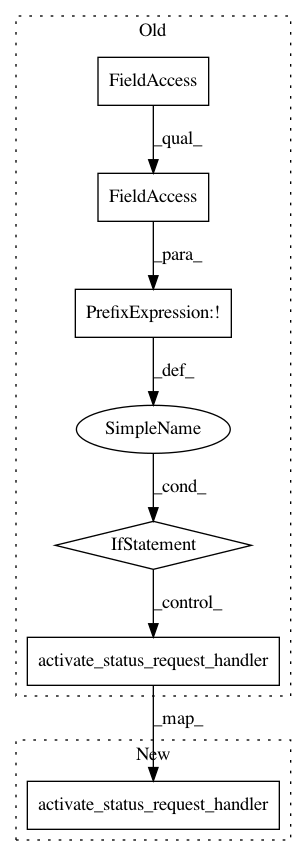 Old
FieldAccess
_qual_
FieldAccess
_para_
PrefixExpression:!
_def_
SimpleName
_cond_
IfStatement
_control_
activate_status_request_handler
_map_
New
activate_status_request_handler